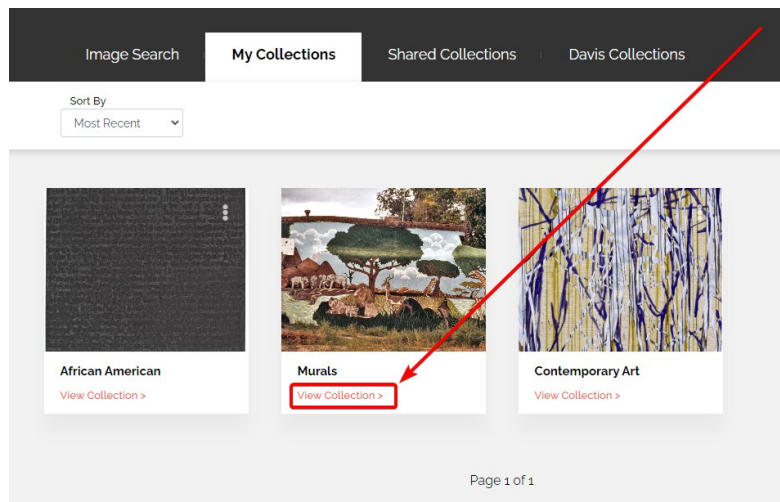 Image Search My Collections Shared Collections Davis Collections
Sort By
Most Recent
African American Murals Contemporary Art
View Collection > View Collection > View Collection >
Page 1 of 1